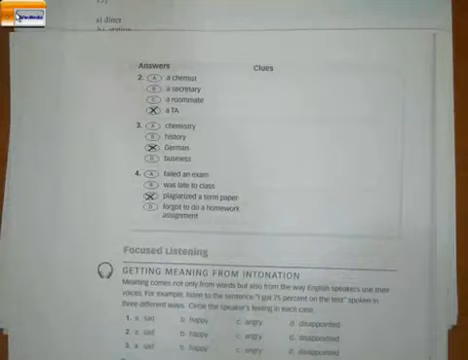 a) direct
Answers Clues
2. A a chemist
B a secretary
C a roommate
a TA
3. A chemistry
B history
German
D business
4. A failed an exam
B was late to class
plagiarized a term paper
D forgot to do a homework
assignment
Focused Listening
GETTING MEANING FROM INTONATION
Meaning comes not only from words but also from the way English speakers use their
voices. For example, listen to the sentence "I got 75 percent on the test" spoken in
three different ways. Circle the speaker's feeling in each case.
1. a. sad b. happy c. angry d. disappointed
2. a. sad b. happy c. angry d. disappointed
3. a. sad b. happy c. angry d. disappointed